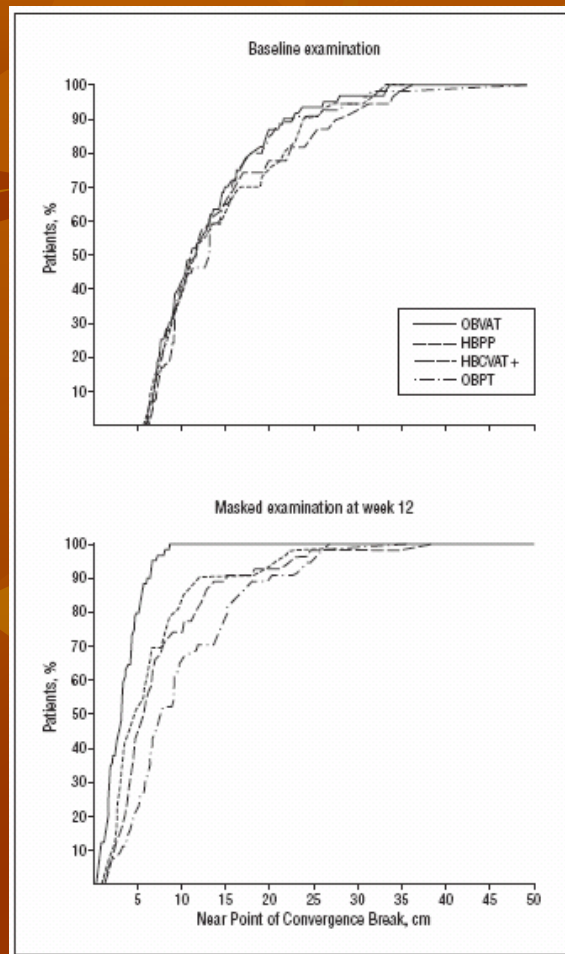 Baseline examination
100
90
80
70
60
50
40
30
20
10
Patients, %
OBVAT
HBPP
HBCVAT+
OBPT
Masked examination at week 12
100
90
80
70
60
50
40
30
20
10
Patients, %
5 10 15 20 25 30 35 40 45 50
Near Point of Convergence Break, cm